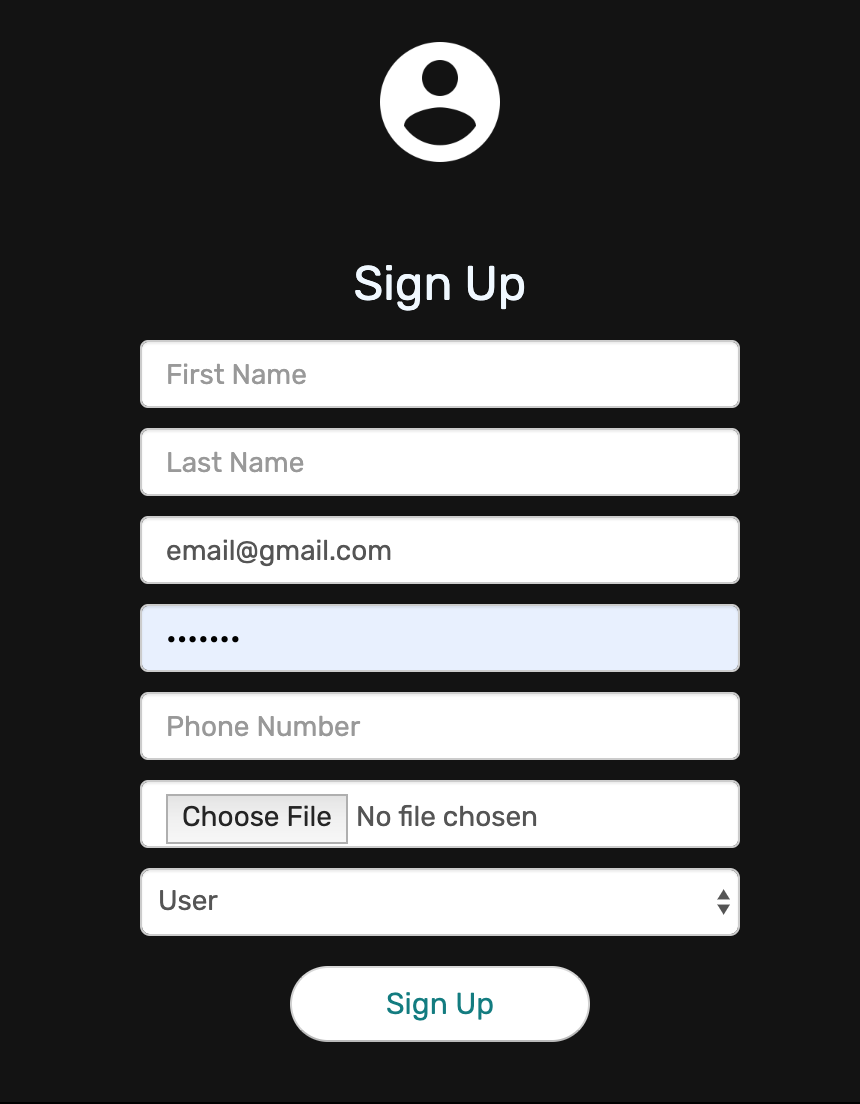 Sign Up
First Name
Last Name
email@gmail.com
•••••••
Phone Number
Choose File No file chosen
User
Sign Up